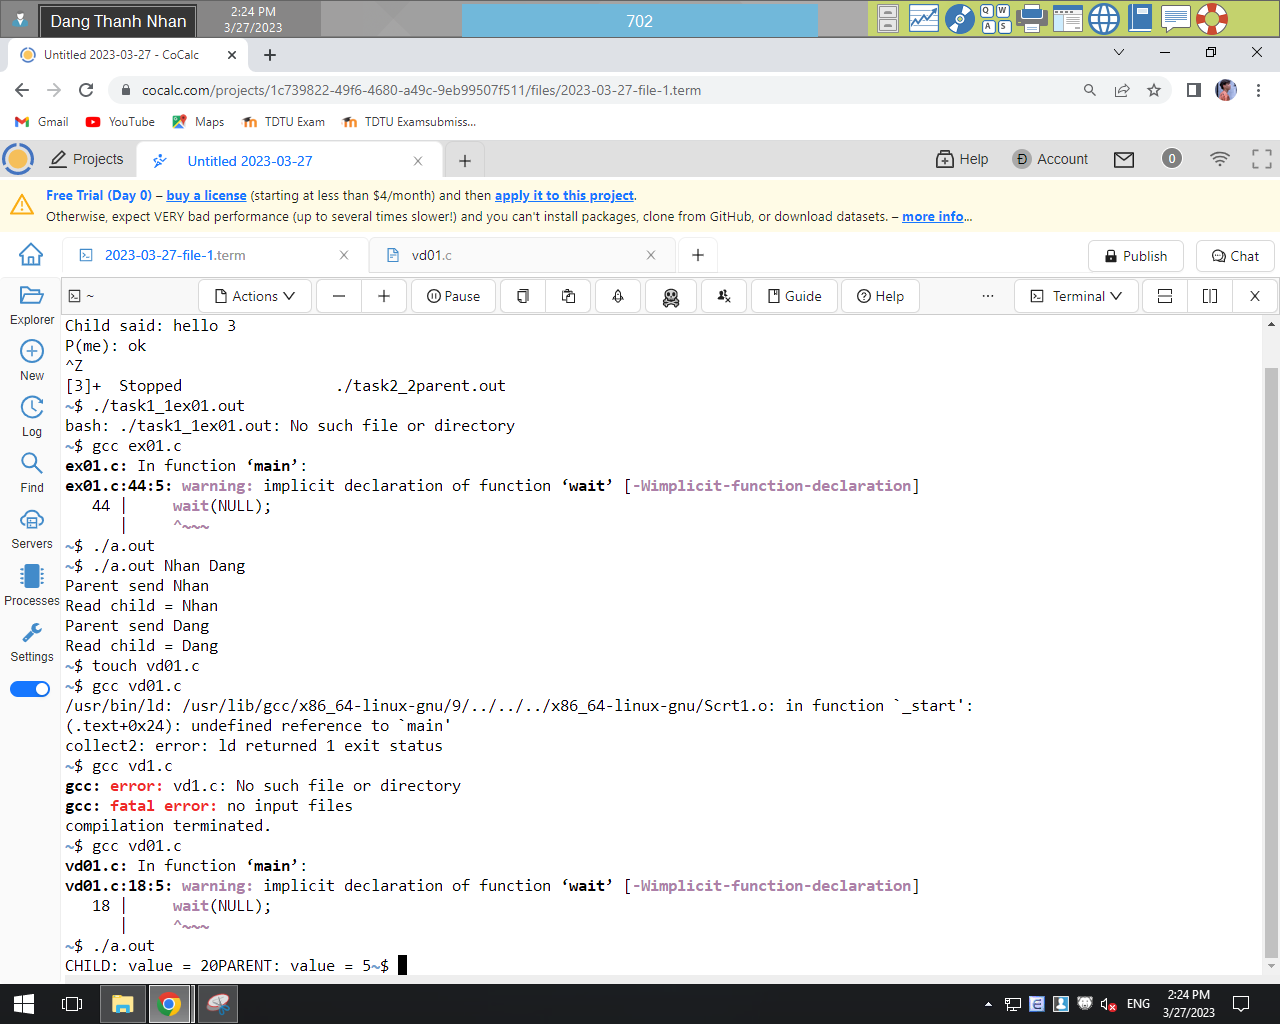 Dang Thanh Nhan
2:24 PM
3/27/2023
702
Q W
A S
Untitled 2023-03-27 - CoCalc
cocalc.com/projects/1c739822-49f6-4680-a49c-9eb99507f511/files/2023-03-27-file-1.term
Gmail YouTube Maps TDTU Exam TDTU Examsubmiss...
Projects Untitled 2023-03-27 Help Account 0
Free Trial (Day 0) – buy a license (starting at less than $4/month) and then apply it to this project.
Otherwise, expect VERY bad performance (up to several times slower!) and you can't install packages, clone from GitHub, or download datasets. – more info...
2023-03-27-file-1.term vd01.c Publish Chat
~ Actions Pause Guide Help ... Terminal
Explorer
New
Log
Find
Servers
Processes
Settings
Child said: hello 3
P(me): ok
^Z
[3]+  Stopped                 ./task2_2parent.out
~$ ./task1_1ex01.out
bash: ./task1_1ex01.out: No such file or directory
~$ gcc ex01.c
ex01.c: In function ‘main’:
ex01.c:44:5: warning: implicit declaration of function ‘wait’ [-Wimplicit-function-declaration]
   44 |     wait(NULL);
      |     ^~~~
~$ ./a.out
~$ ./a.out Nhan Dang
Parent send Nhan
Read child = Nhan
Parent send Dang
Read child = Dang
~$ touch vd01.c
~$ gcc vd01.c
/usr/bin/ld: /usr/lib/gcc/x86_64-linux-gnu/9/../../../x86_64-linux-gnu/Scrt1.o: in function `_start':
(.text+0x24): undefined reference to `main'
collect2: error: ld returned 1 exit status
~$ gcc vd1.c
gcc: error: vd1.c: No such file or directory
gcc: fatal error: no input files
compilation terminated.
~$ gcc vd01.c
vd01.c: In function ‘main’:
vd01.c:18:5: warning: implicit declaration of function ‘wait’ [-Wimplicit-function-declaration]
   18 |     wait(NULL);
      |     ^~~~
~$ ./a.out
CHILD: value = 20PARENT: value = 5~$
ENG
2:24 PM
3/27/2023